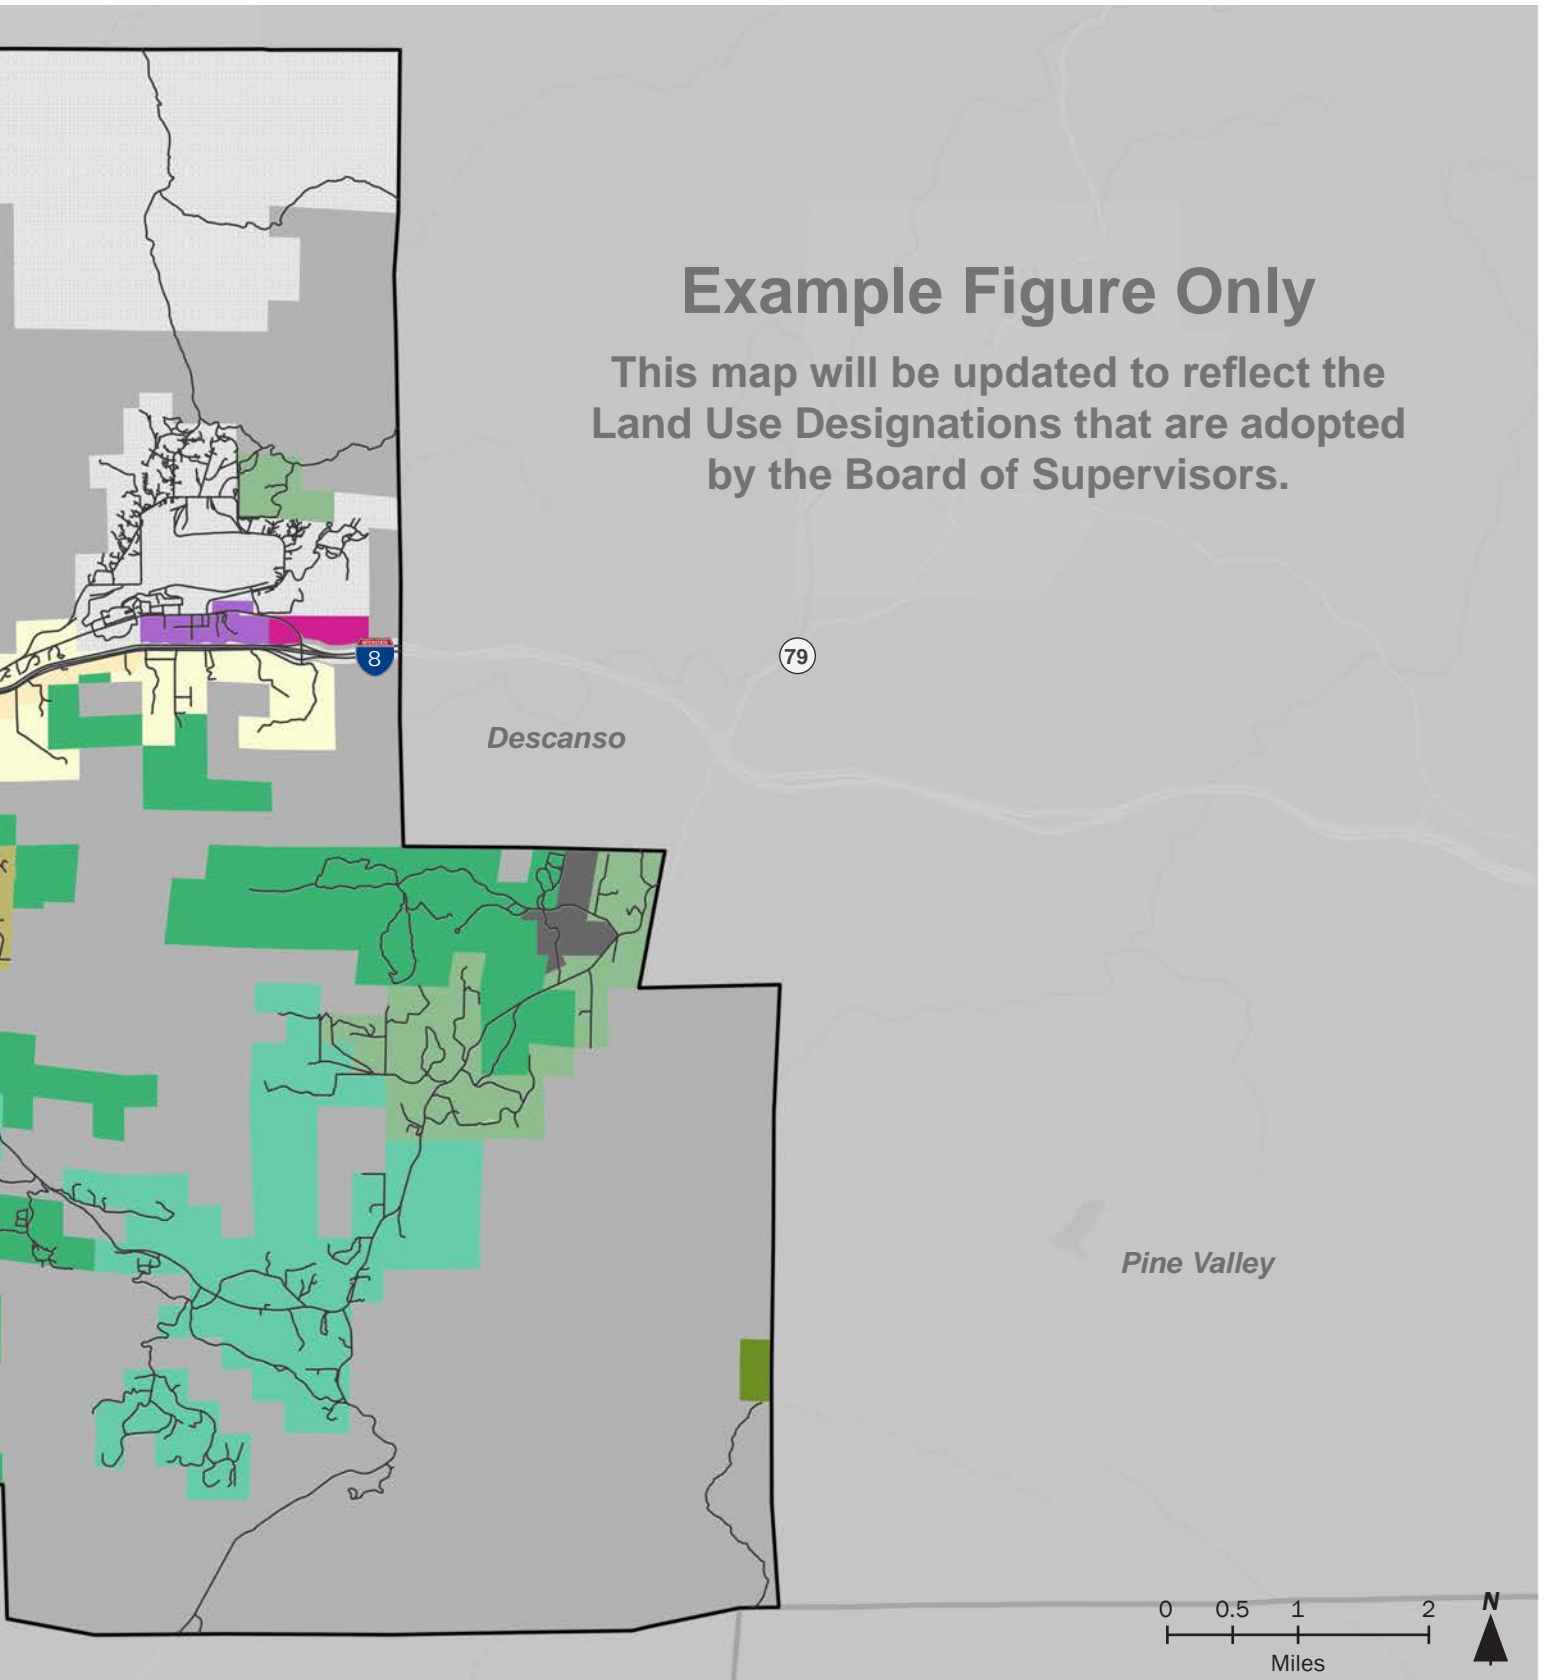 Example Figure Only
This map will be updated to reflect the
Land Use Designations that are adopted
by the Board of Supervisors.
8
79
Descanso
Pine Valley
0 0.5 1 2
Miles
N